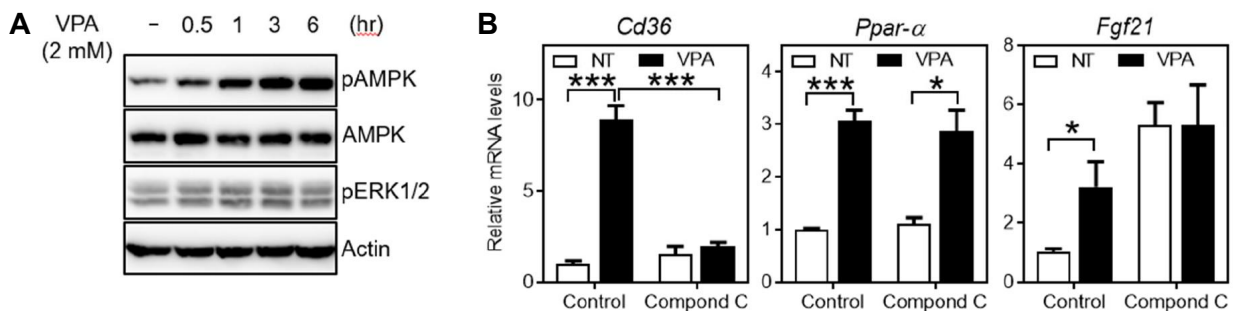 A
VPA (2 mM)
- 0.5 1 3 6 (hr)
pAMPK
AMPK
pERK1/2
Actin
B
Cd36
NT VPA
*** ***
Relative mRNA levels
10
5
0
Control Compond C
Ppar-α
NT VPA
*** *
4
3
2
1
0
Control Compond C
Fgf21
NT VPA
*
8
6
4
2
0
Control Compond C